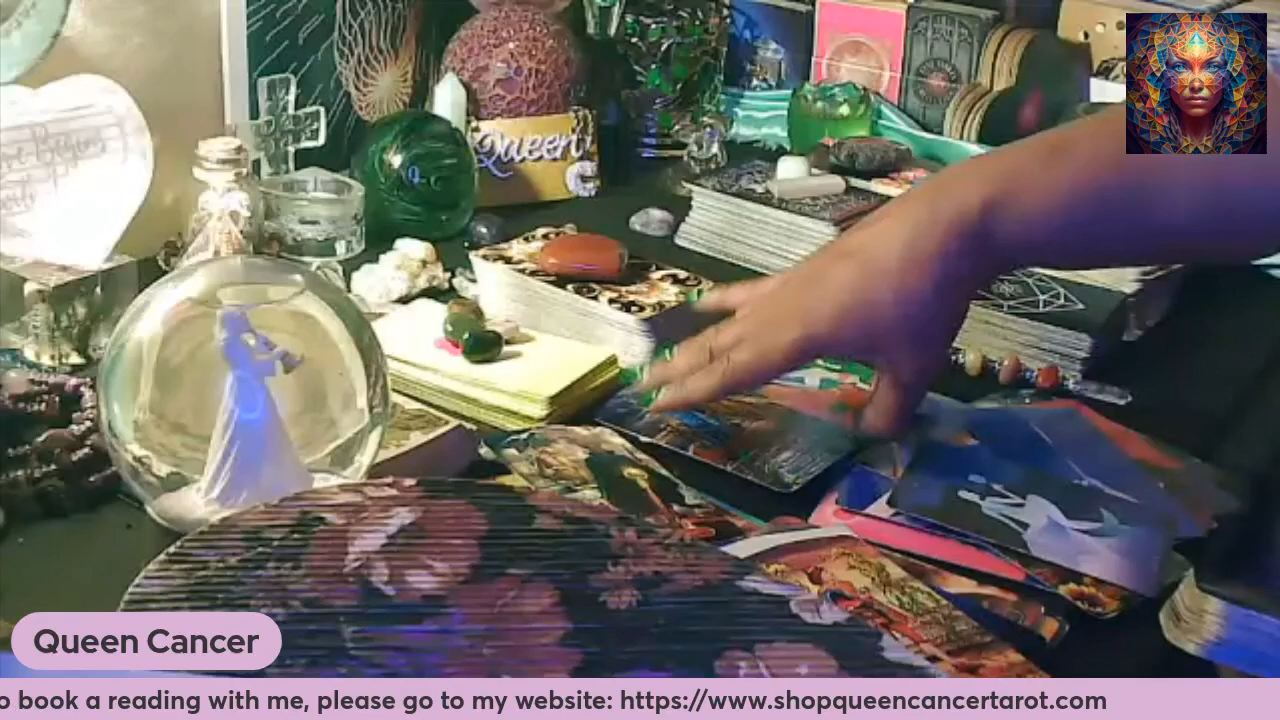 Queen
Queen Cancer
o book a reading with me, please go to my website: https://www.shopqueencancertarot.com